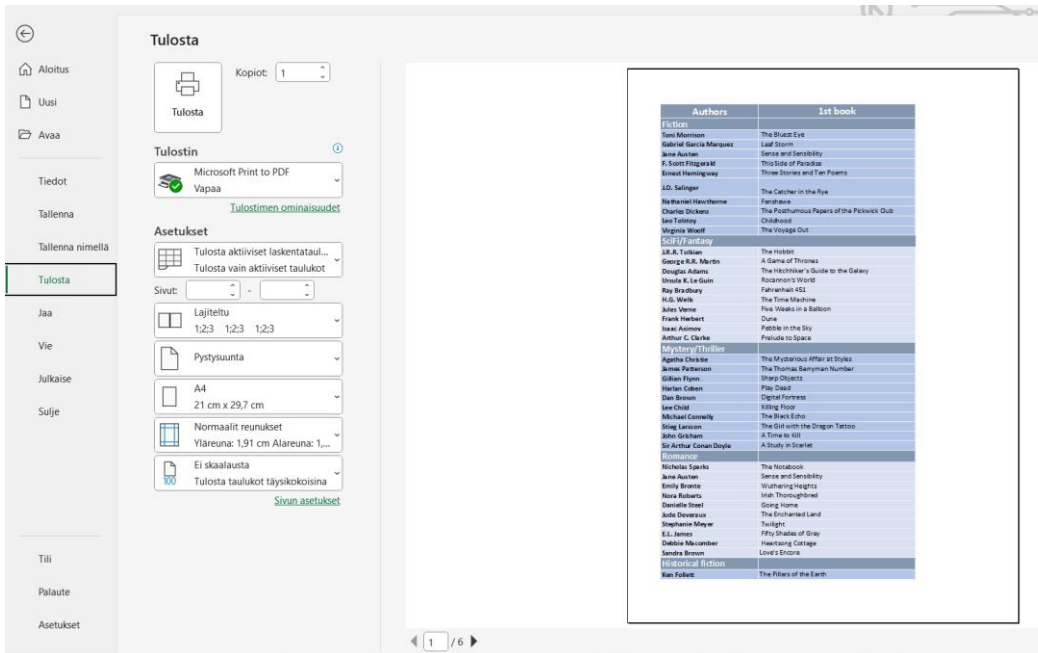 Tulosta
Aloitus
Uusi
Avaa
Tiedot
Tallenna
Tallenna nimellä
Tulosta
Jaa
Vie
Julkaise
Sulje
Tili
Palaute
Asetukset
Tulosta
Kopiot: 1
Tulostin
Microsoft Print to PDF
Vapaa
Tulostimen ominaisuudet
Asetukset
Tulosta aktiiviset laskentataul...
Tulosta vain aktiiviset taulukot
Sivut: -
Lajiteltu
1;2;3 1;2;3 1;2;3
Pystysuunta
A4
21 cm x 29,7 cm
Normaalit reunukset
Yläreuna: 1,91 cm Alareuna: 1,...
Ei skaalausta
100
Tulosta taulukot täysikokoisina
Sivun asetukset
Authors 1st book
Fiction
Toni Morrison The Bluest Eye
Gabriel Garcia Marquez Leaf Storm
Jane Austen Sense and Sensibility
F. Scott Fitzgerald This Side of Paradise
Ernest Hemingway Three Stories and Ten Poems
J.D. Salinger The Catcher in the Rye
Nathaniel Hawthorne Fanshawe
Charles Dickens The Posthumous Papers of the Pickwick Club
Leo Tolstoy Childhood
Virginia Woolf The Voyage Out
SciFi/Fantasy
J.R.R. Tolkien The Hobbit
George R.R. Martin A Game of Thrones
Douglas Adams The Hitchhiker's Guide to the Galaxy
Ursula K. Le Guin Rocannon's World
Ray Bradbury Fahrenheit 451
H.G. Wells The Time Machine
Jules Verne Five Weeks in a Balloon
Frank Herbert Dune
Isaac Asimov Pebble in the Sky
Arthur C. Clarke Prelude to Space
Mystery/Thriller
Agatha Christie The Mysterious Affair at Styles
James Patterson The Thomas Berryman Number
Gillian Flynn Sharp Objects
Harlan Coben Play Dead
Dan Brown Digital Fortress
Lee Child Killing Floor
Michael Connelly The Black Echo
Stieg Larsson The Girl with the Dragon Tattoo
John Grisham A Time to Kill
Sir Arthur Conan Doyle A Study in Scarlet
Romance
Nicholas Sparks The Notebook
Jane Austen Sense and Sensibility
Emily Bronte Wuthering Heights
Nora Roberts Irish Thoroughbred
Danielle Steel Going Home
Jude Deveraux The Enchanted Land
Stephanie Meyer Twilight
E.L. James Fifty Shades of Gray
Debbie Macomber Heartsong Cottage
Sandra Brown Love's Encore
Historical fiction
Ken Follett The Pillars of the Earth
1 /6